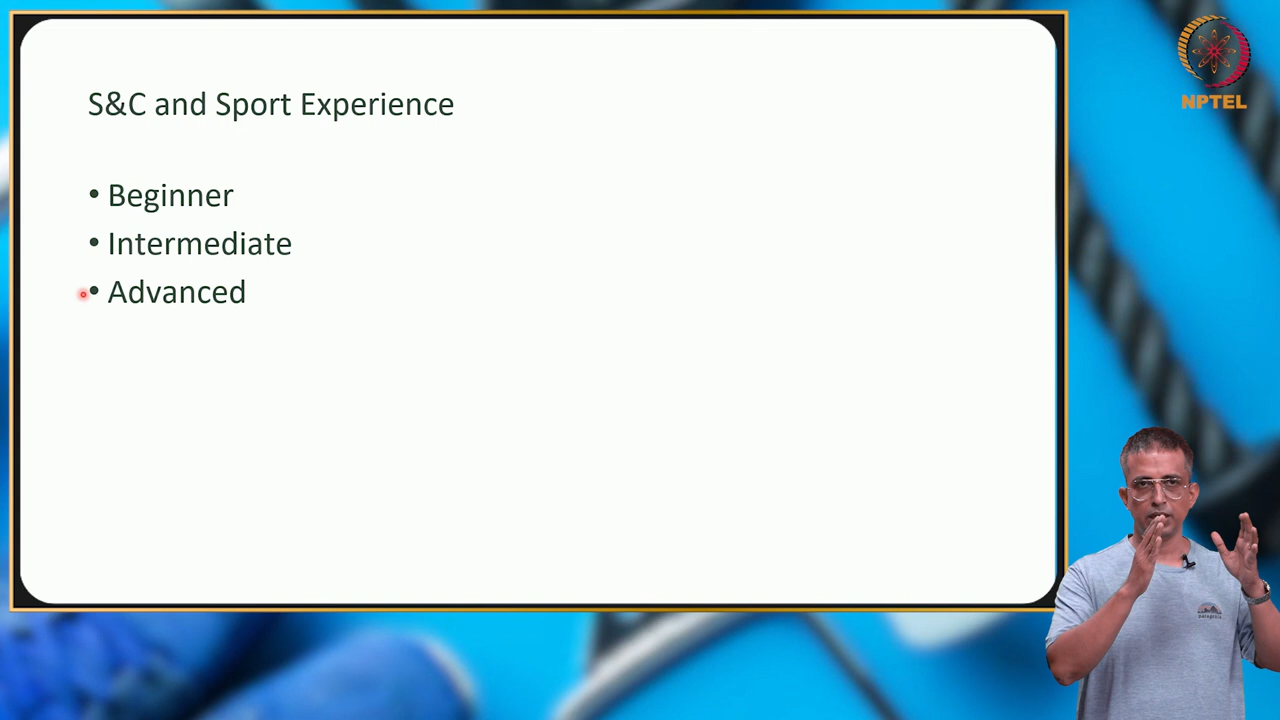 S&C and Sport Experience
• Beginner
• Intermediate
• Advanced
NPTEL